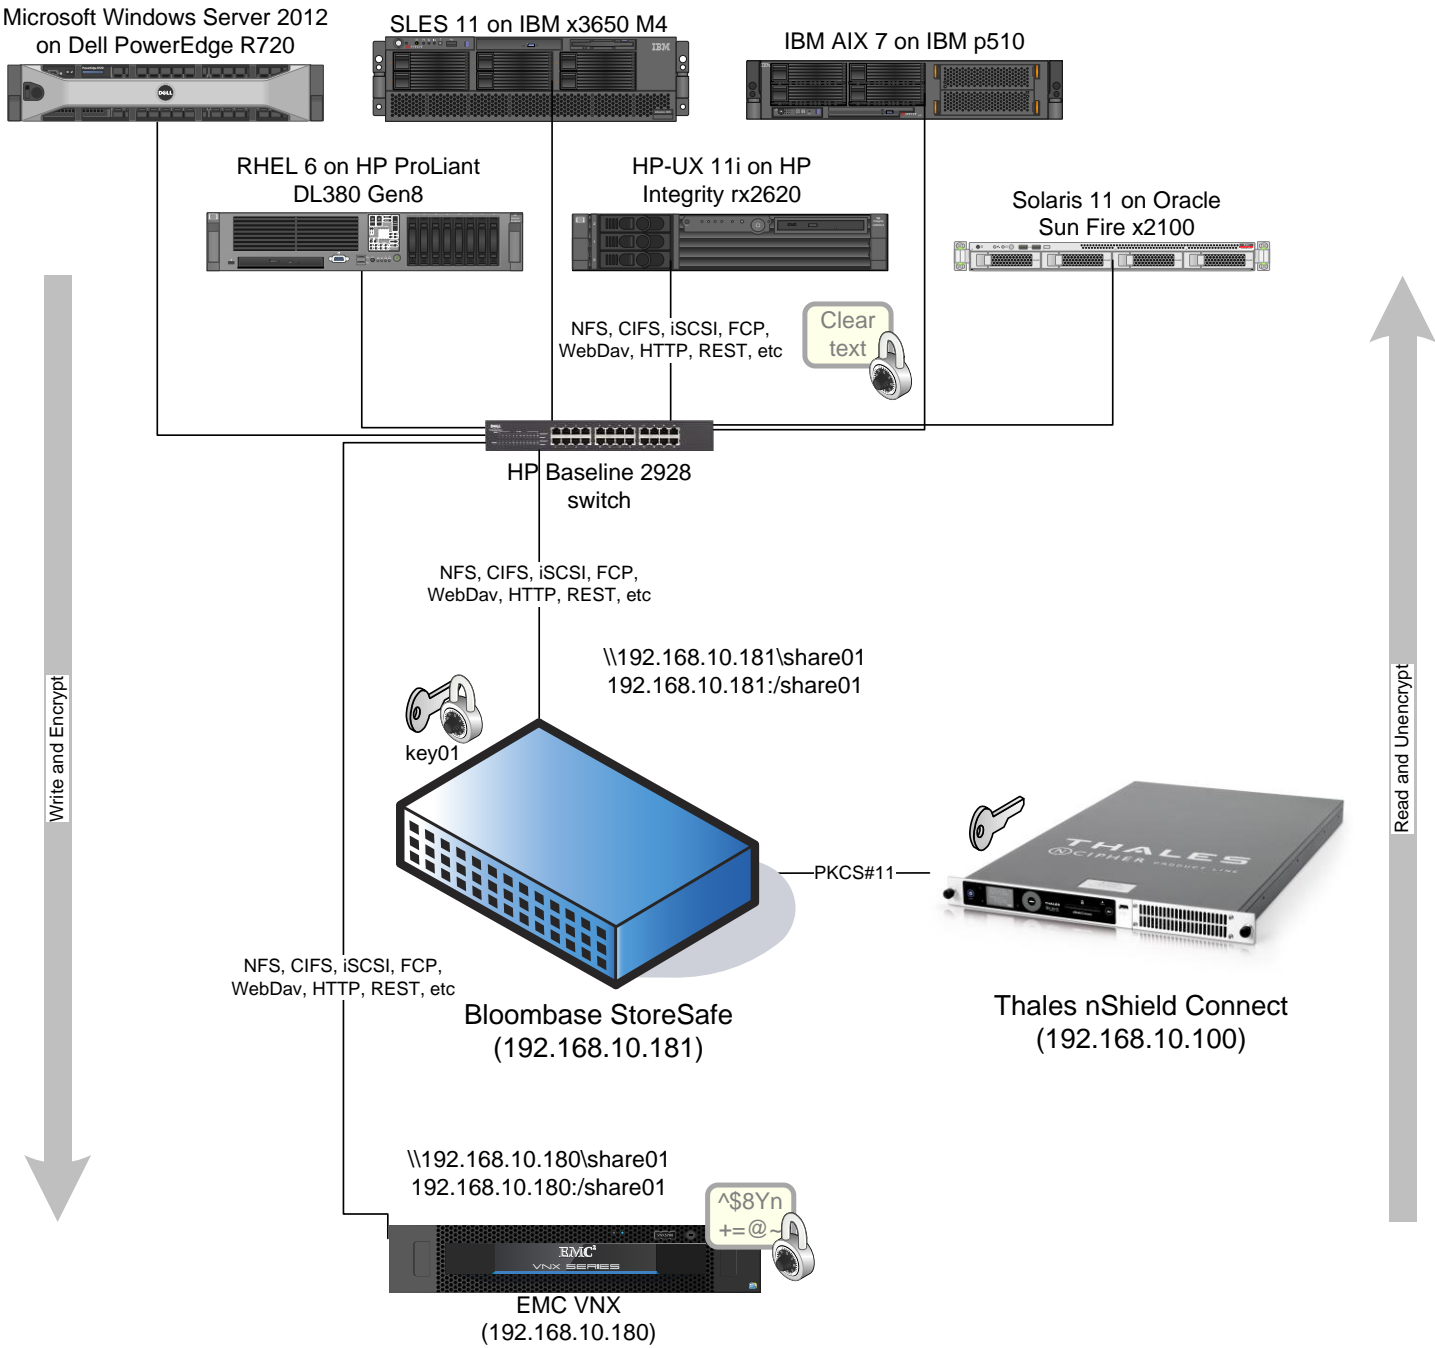 Microsoft Windows Server 2012
on Dell PowerEdge R720
SLES 11 on IBM x3650 M4
IBM AIX 7 on IBM p510
DELL
IBM
RHEL 6 on HP ProLiant
DL380 Gen8
HP-UX 11i on HP
Integrity rx2620
Solaris 11 on Oracle
Sun Fire x2100
NFS, CIFS, iSCSI, FCP,
WebDav, HTTP, REST, etc
Clear
text
HP Baseline 2928
switch
NFS, CIFS, iSCSI, FCP,
WebDav, HTTP, REST, etc
\\192.168.10.181\share01
192.168.10.181:/share01
key01
Write and Encrypt
Read and Unencrypt
PKCS#11
THALES
NCIPHER PRODUCT LINE
NFS, CIFS, iSCSI, FCP,
WebDav, HTTP, REST, etc
Bloombase StoreSafe
(192.168.10.181)
Thales nShield Connect
(192.168.10.100)
\\192.168.10.180\share01
192.168.10.180:/share01
^$8Yn
+=@~
EMC²
VNX SERIES
EMC VNX
(192.168.10.180)